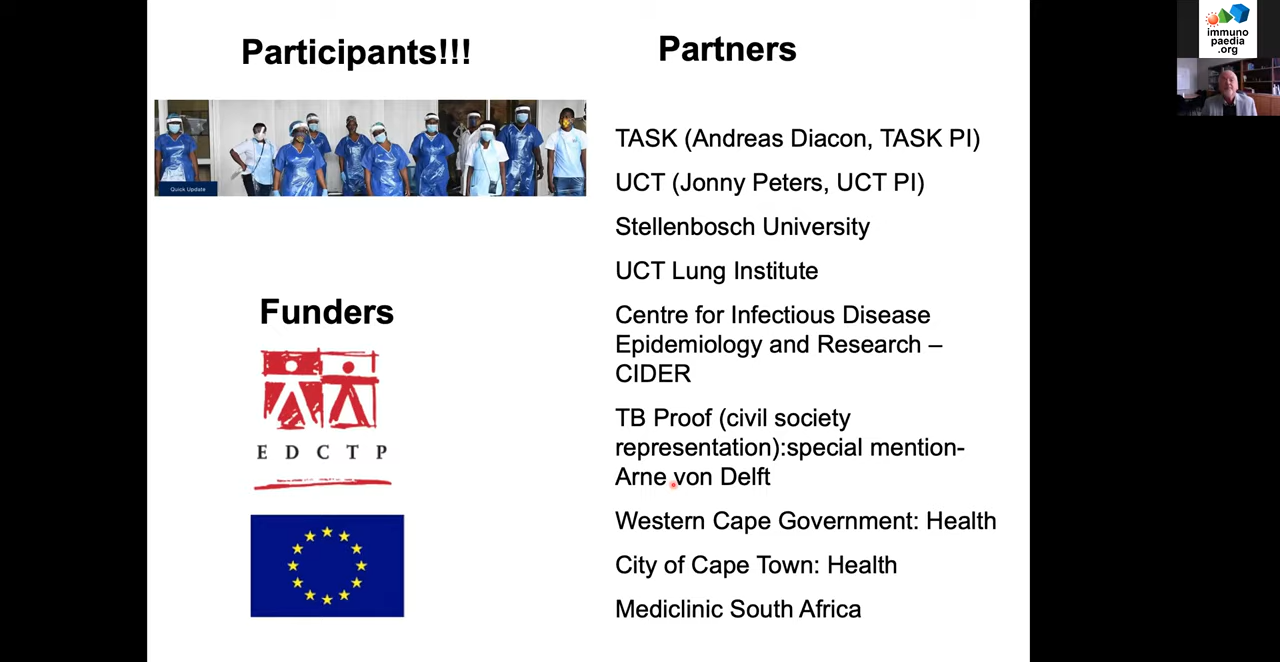 Participants!!!
Quick Update
Funders
E D C T P
Partners
TASK (Andreas Diacon, TASK PI)
UCT (Jonny Peters, UCT PI)
Stellenbosch University
UCT Lung Institute
Centre for Infectious Disease
Epidemiology and Research –
CIDER
TB Proof (civil society
representation):special mention-
Arne von Delft
Western Cape Government: Health
City of Cape Town: Health
Mediclinic South Africa
immuno
paedia
.org